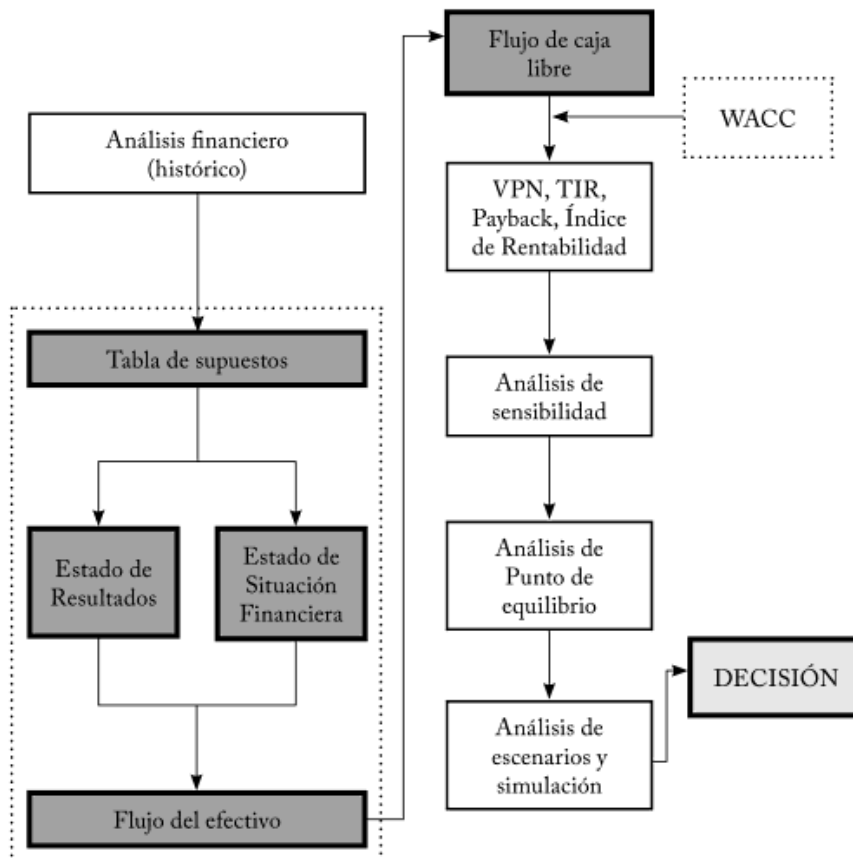 Análisis financiero
(histórico)
Tabla de supuestos
Estado de
Resultados
Estado de
Situación
Financiera
Flujo del efectivo
Flujo de caja
libre
WACC
VPN, TIR,
Payback, Índice
de Rentabilidad
Análisis de
sensibilidad
Análisis de
Punto de
equilibrio
Análisis de
escenarios y
simulación
DECISIÓN